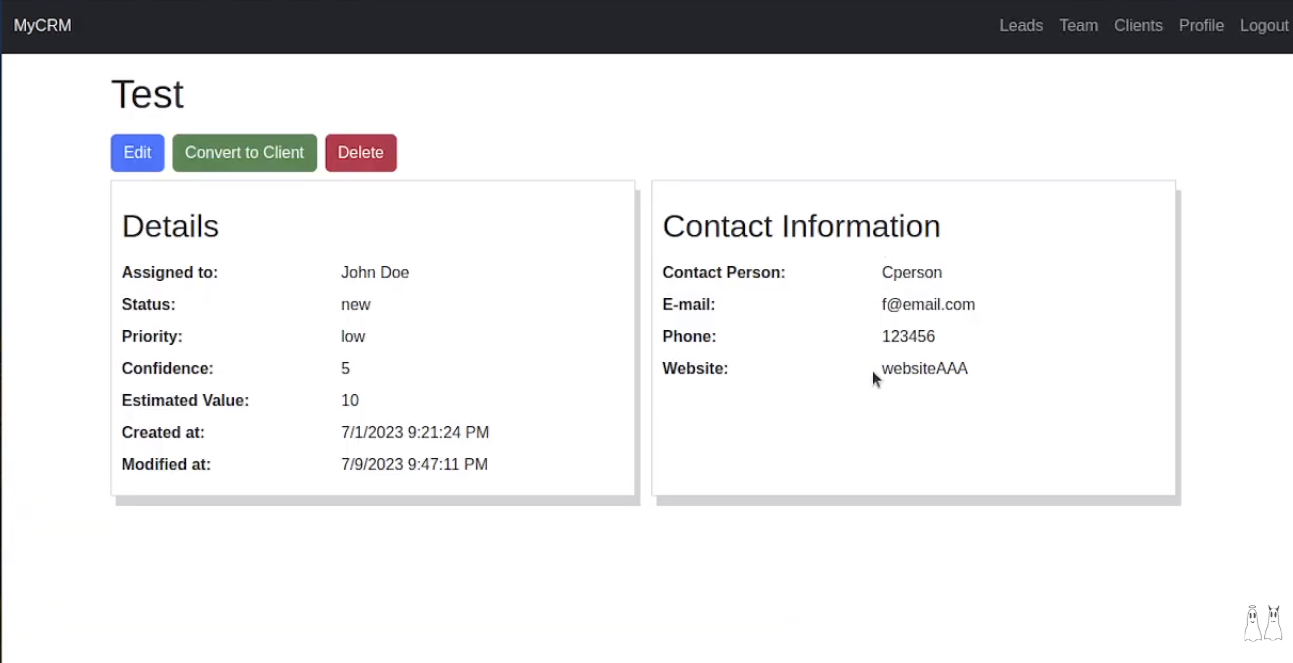 MyCRM Leads Team Clients Profile Logout
Test
Edit Convert to Client Delete
Details
Assigned to: John Doe
Status: new
Priority: low
Confidence: 5
Estimated Value: 10
Created at: 7/1/2023 9:21:24 PM
Modified at: 7/9/2023 9:47:11 PM
Contact Information
Contact Person: Cperson
E-mail: f@email.com
Phone: 123456
Website: websiteAAA